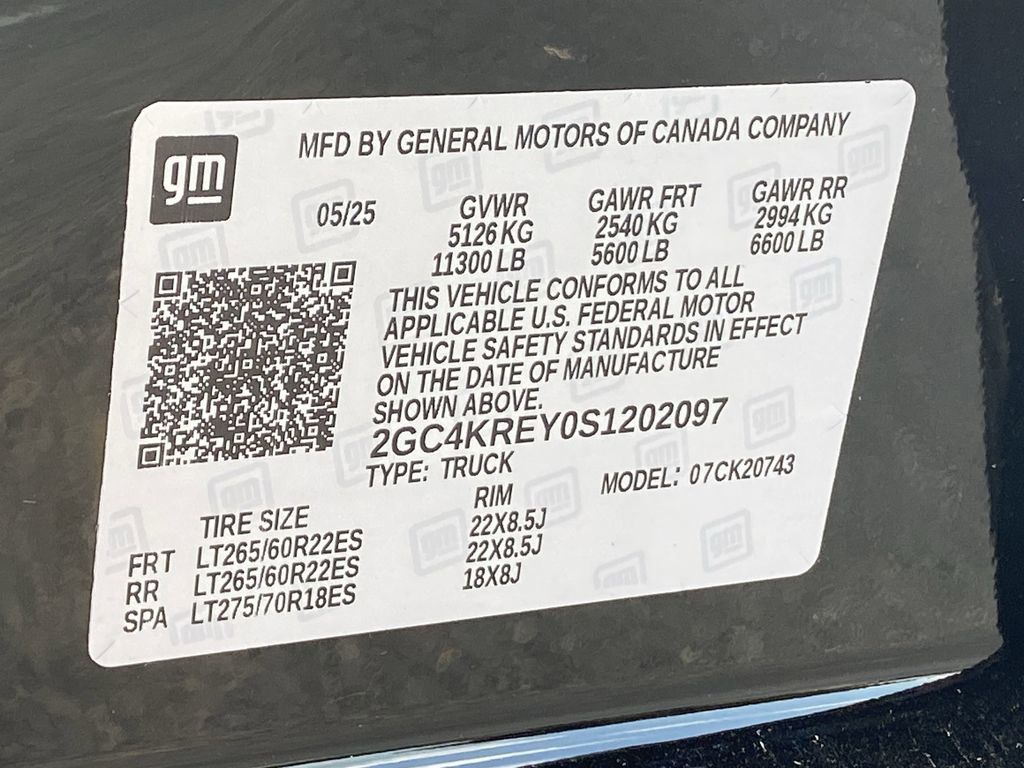 gm
MFD BY GENERAL MOTORS OF CANADA COMPANY
05/25 GVWR GAWR FRT GAWR RR
5126 KG 2540 KG 2994 KG
11300 LB 5600 LB 6600 LB
THIS VEHICLE CONFORMS TO ALL
APPLICABLE U.S. FEDERAL MOTOR
VEHICLE SAFETY STANDARDS IN EFFECT
ON THE DATE OF MANUFACTURE
SHOWN ABOVE.
2GC4KREY0S1202097
TYPE: TRUCK MODEL: 07CK20743
TIRE SIZE RIM
FRT LT265/60R22ES 22X8.5J
RR LT265/60R22ES 22X8.5J
SPA LT275/70R18ES 18X8J